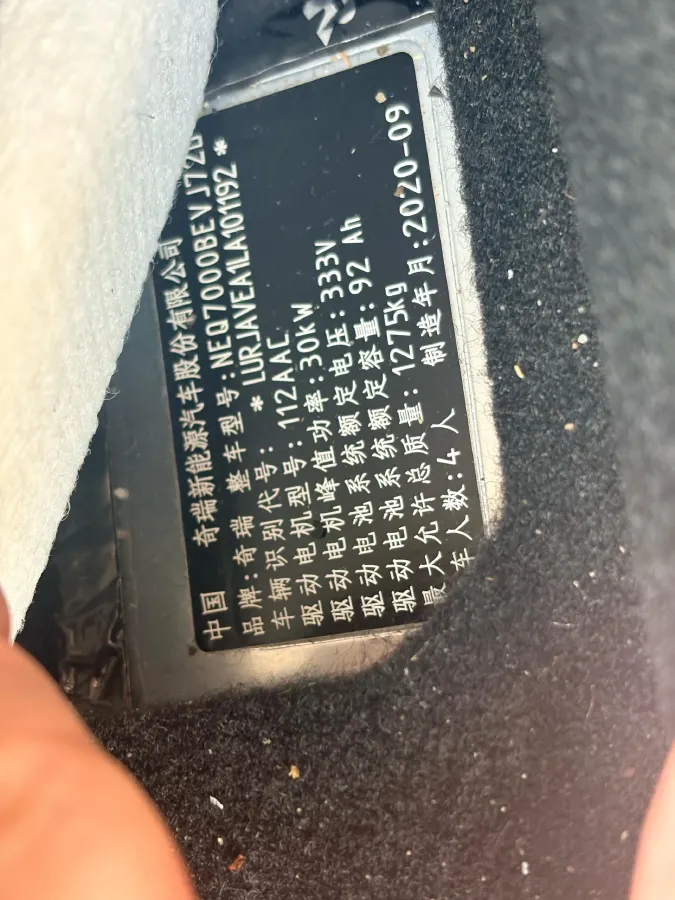 中国 奇瑞新能源汽车股份有限公司
品牌:奇瑞 整车型号:NEQ7000BEVJ72
车辆识别代号: * LURJAVEA1LA101192 *
驱动电机型号:112AAC
驱动电机峰值功率:30kW
驱动电池系统额定电压:333V
驱动电池系统额定容量:92 Ah
最大允许总质量:1275kg
车人数:4人 制造年月:2020-09